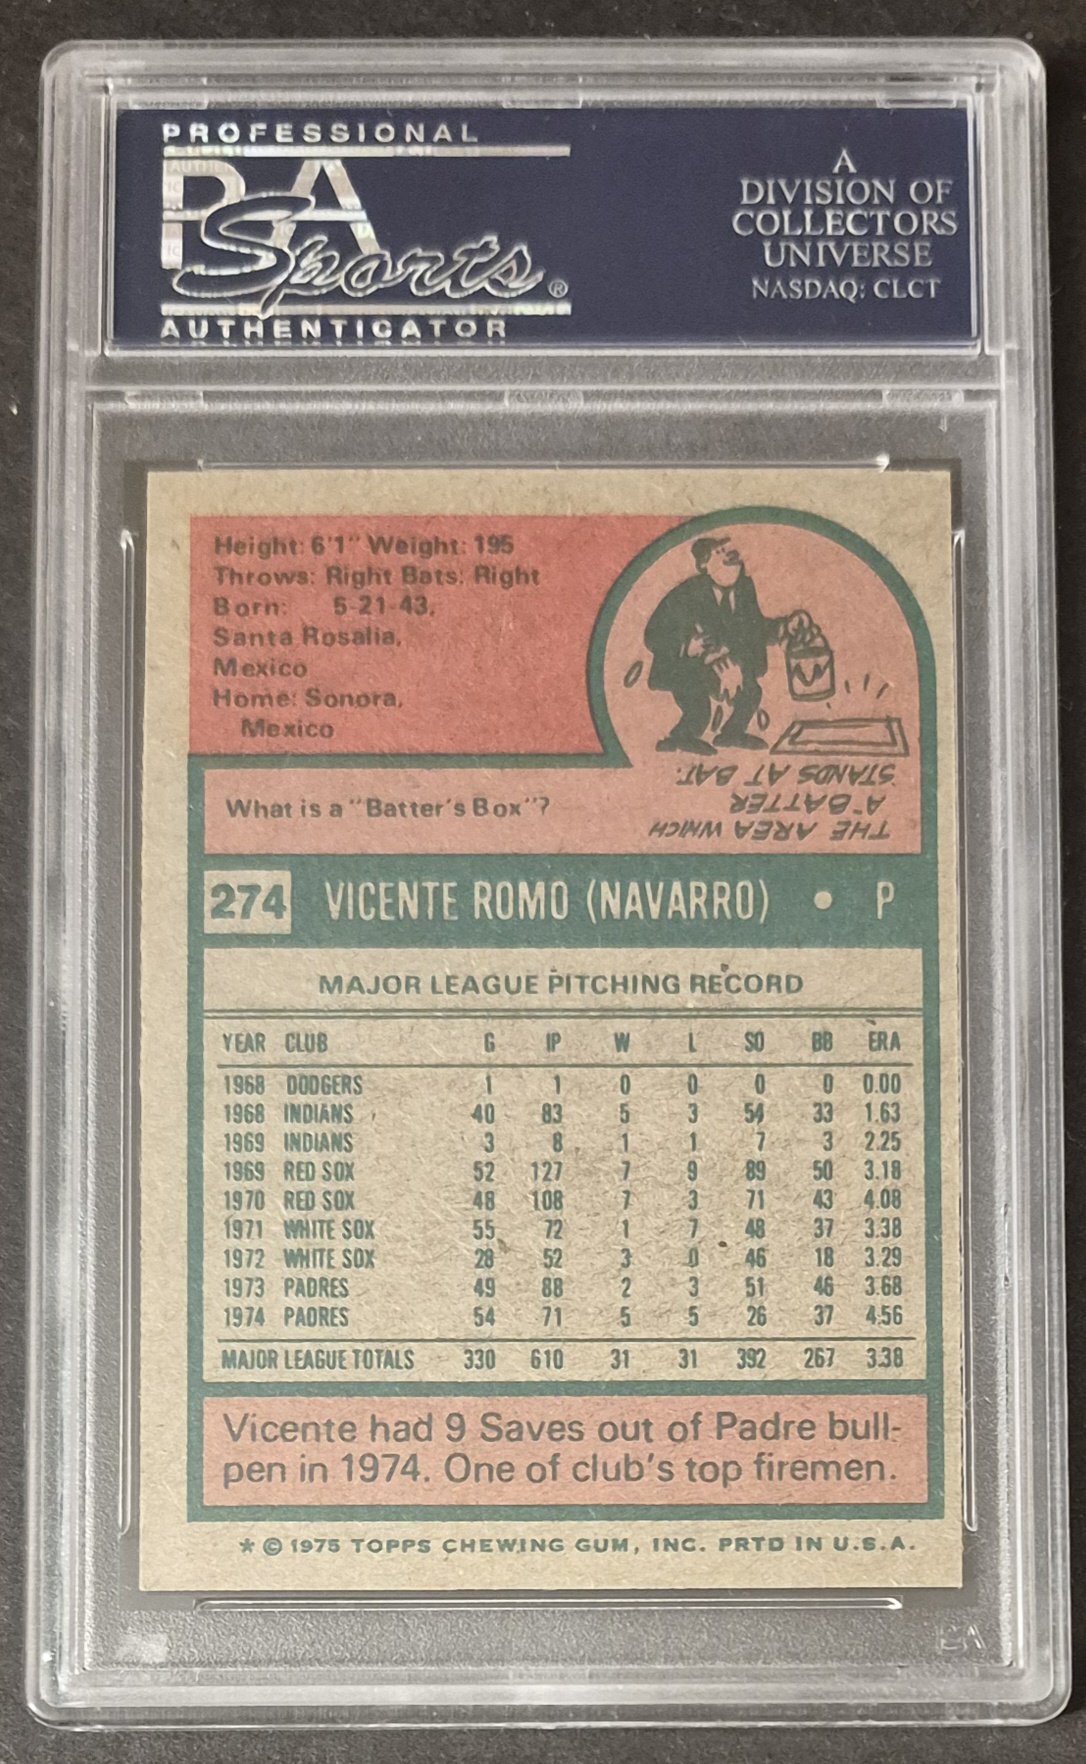 PROFESSIONAL
PSA
Sports®
AUTHENTICATOR
A
DIVISION OF
COLLECTORS
UNIVERSE
NASDAQ: CLCT
Height: 6'1" Weight: 195
Throws: Right Bats: Right
Born: 5-21-43,
Santa Rosalia,
Mexico
Home: Sonora,
Mexico
What is a "Batter's Box"?
THE AREA WHICH
A BATTER
STANDS AT BAT.
274 VICENTE ROMO (NAVARRO) • P
MAJOR LEAGUE PITCHING RECORD
YEAR CLUB G IP W L SO BB ERA
1968 DODGERS 1 1 0 0 0 0 0.00
1968 INDIANS 40 83 5 3 54 33 1.63
1969 INDIANS 3 8 1 1 7 3 2.25
1969 RED SOX 52 127 7 9 89 50 3.18
1970 RED SOX 48 108 7 3 71 43 4.08
1971 WHITE SOX 55 72 1 7 48 37 3.38
1972 WHITE SOX 28 52 3 0 46 18 3.29
1973 PADRES 49 88 2 3 51 46 3.68
1974 PADRES 54 71 5 5 26 37 4.56
MAJOR LEAGUE TOTALS 330 610 31 31 392 267 3.38
Vicente had 9 Saves out of Padre bull-
pen in 1974. One of club's top firemen.
* © 1975 TOPPS CHEWING GUM, INC. PRTD IN U.S.A.